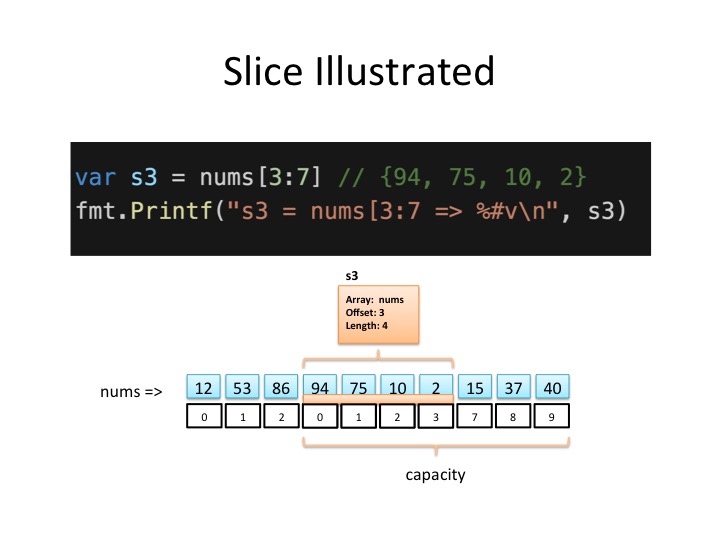 Slice Illustrated
var s3 = nums[3:7] // {94, 75, 10, 2}
fmt.Printf("s3 = nums[3:7 => %#v\n", s3)
s3
Array: nums
Offset: 3
Length: 4
nums => 12 53 86 94 75 10 2 15 37 40
0 1 2 0 1 2 3 7 8 9
capacity